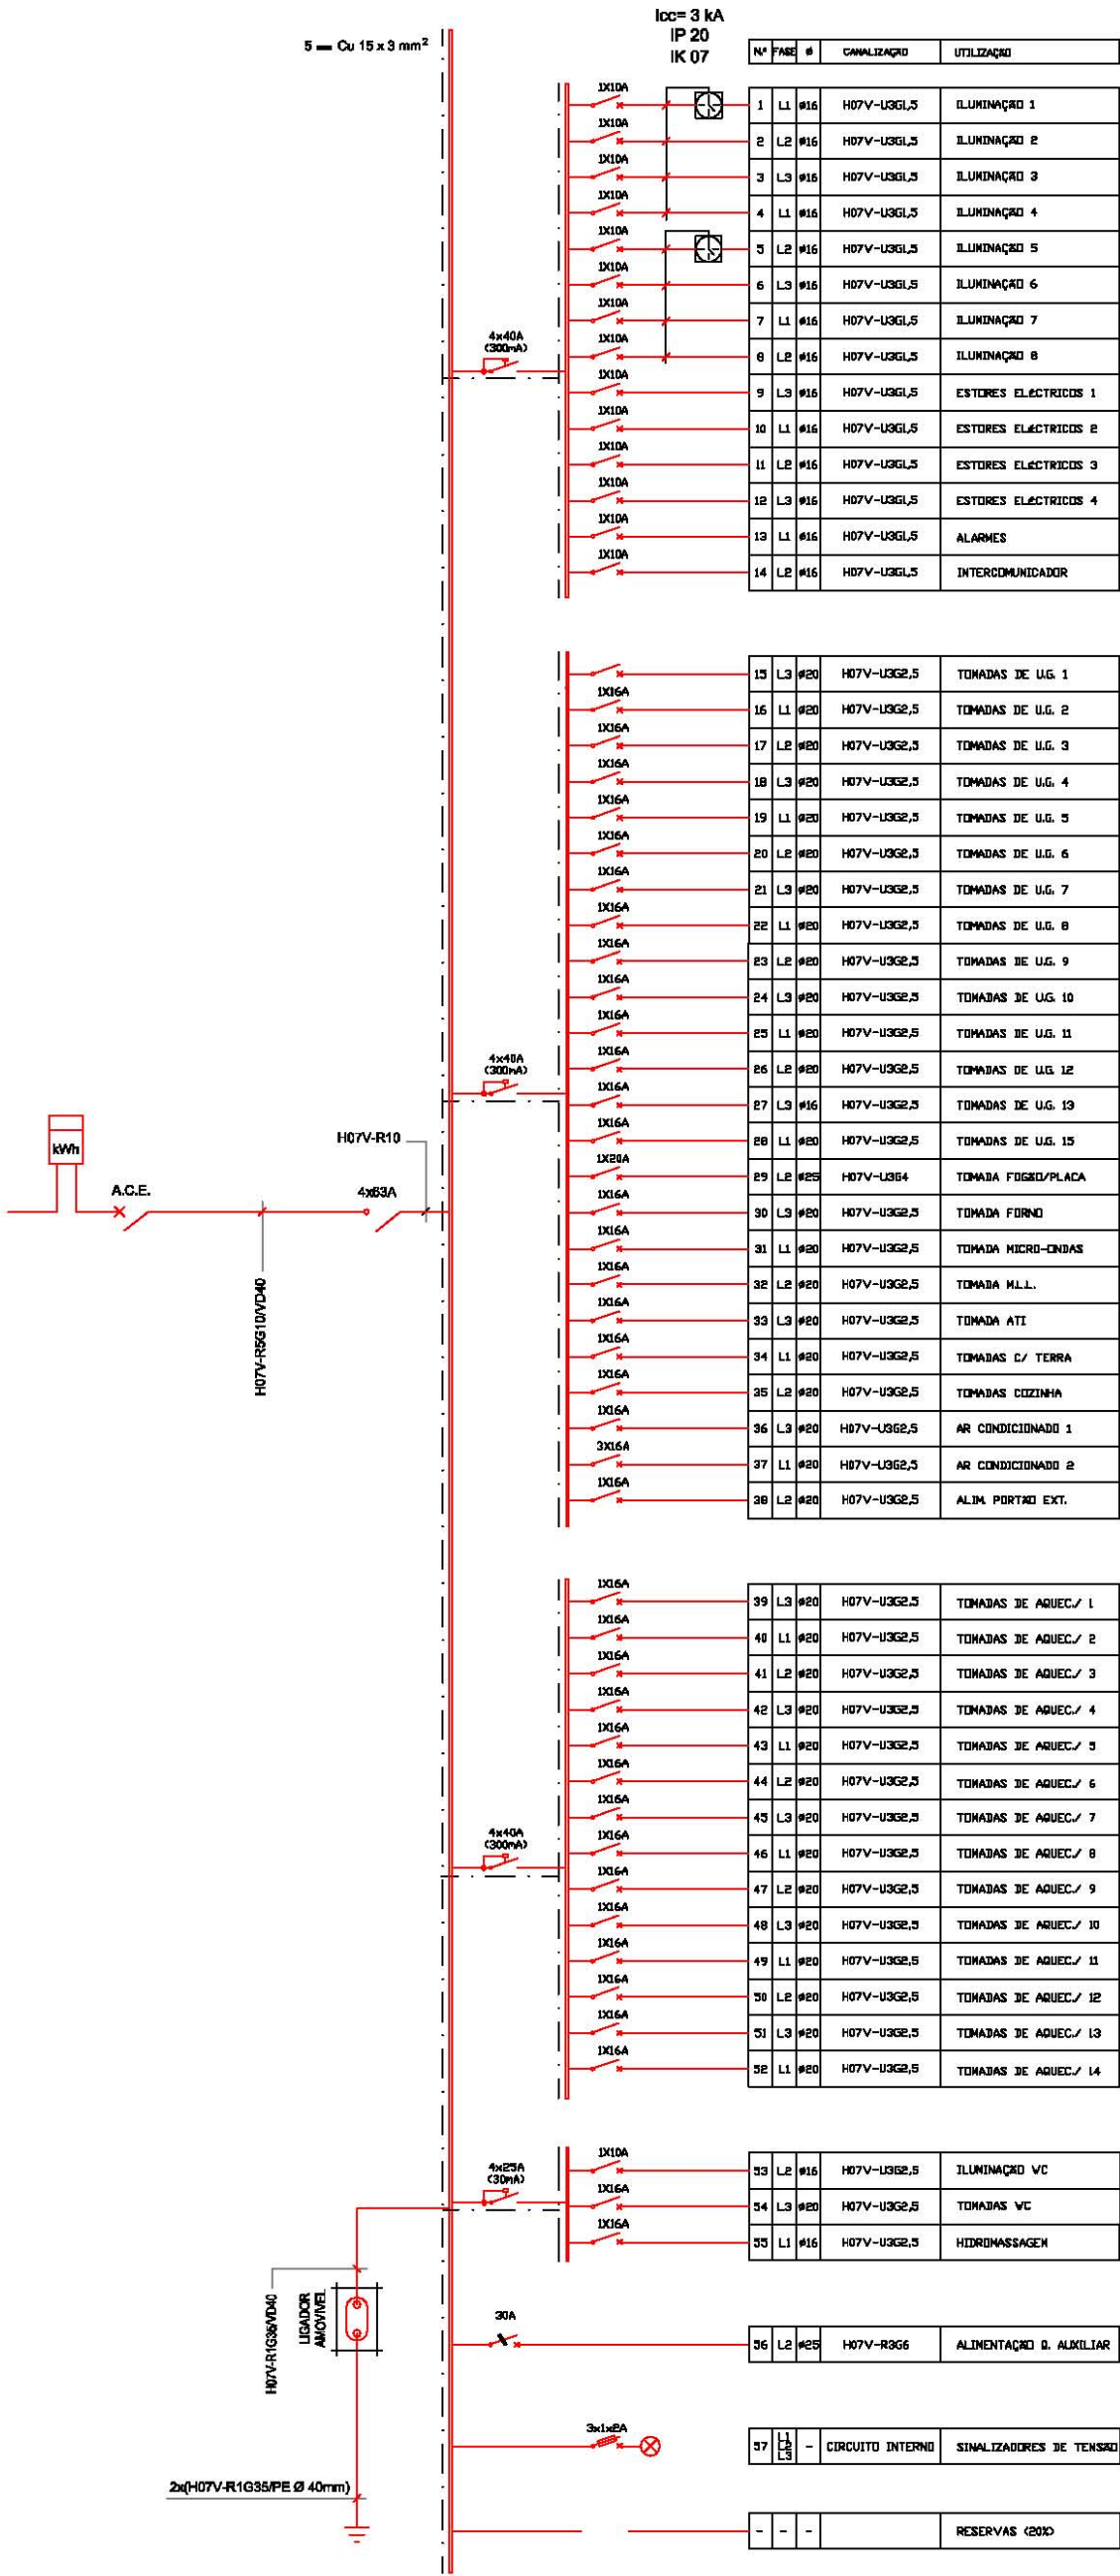 Icc= 3 kA
IP 20
IK 07
5 Cu 15 x 3 mm²
N.º FASE Ø CANALIZAÇÃO UTILIZAÇÃO
1X10A 1 L1 Ø16 H07V-U3G1,5 ILUMINAÇÃO 1
1X10A 2 L2 Ø16 H07V-U3G1,5 ILUMINAÇÃO 2
1X10A 3 L3 Ø16 H07V-U3G1,5 ILUMINAÇÃO 3
1X10A 4 L1 Ø16 H07V-U3G1,5 ILUMINAÇÃO 4
1X10A 5 L2 Ø16 H07V-U3G1,5 ILUMINAÇÃO 5
1X10A 6 L3 Ø16 H07V-U3G1,5 ILUMINAÇÃO 6
1X10A 7 L1 Ø16 H07V-U3G1,5 ILUMINAÇÃO 7
1X10A 8 L2 Ø16 H07V-U3G1,5 ILUMINAÇÃO 8
4x40A
(300mA)
1X10A 9 L3 Ø16 H07V-U3G1,5 ESTORES ELÉCTRICOS 1
1X10A 10 L1 Ø16 H07V-U3G1,5 ESTORES ELÉCTRICOS 2
1X10A 11 L2 Ø16 H07V-U3G1,5 ESTORES ELÉCTRICOS 3
1X10A 12 L3 Ø16 H07V-U3G1,5 ESTORES ELÉCTRICOS 4
1X10A 13 L1 Ø16 H07V-U3G1,5 ALARMES
1X10A 14 L2 Ø16 H07V-U3G1,5 INTERCOMUNICADOR
15 L3 Ø20 H07V-U3G2,5 TOMADAS DE U.G. 1
1X16A 16 L1 Ø20 H07V-U3G2,5 TOMADAS DE U.G. 2
1X16A 17 L2 Ø20 H07V-U3G2,5 TOMADAS DE U.G. 3
1X16A 18 L3 Ø20 H07V-U3G2,5 TOMADAS DE U.G. 4
1X16A 19 L1 Ø20 H07V-U3G2,5 TOMADAS DE U.G. 5
1X16A 20 L2 Ø20 H07V-U3G2,5 TOMADAS DE U.G. 6
1X16A 21 L3 Ø20 H07V-U3G2,5 TOMADAS DE U.G. 7
1X16A 22 L1 Ø20 H07V-U3G2,5 TOMADAS DE U.G. 8
1X16A 23 L2 Ø20 H07V-U3G2,5 TOMADAS DE U.G. 9
1X16A 24 L3 Ø20 H07V-U3G2,5 TOMADAS DE U.G. 10
1X16A 25 L1 Ø20 H07V-U3G2,5 TOMADAS DE U.G. 11
1X16A 26 L2 Ø20 H07V-U3G2,5 TOMADAS DE U.G. 12
4x40A
(300mA)
1X16A 27 L3 Ø16 H07V-U3G2,5 TOMADAS DE U.G. 13
1X16A 28 L1 Ø20 H07V-U3G2,5 TOMADAS DE U.G. 15
1X20A 29 L2 Ø25 H07V-U3G4 TOMADA FOGÃO/PLACA
1X16A 30 L3 Ø20 H07V-U3G2,5 TOMADA FORNO
1X16A 31 L1 Ø20 H07V-U3G2,5 TOMADA MICRO-ONDAS
1X16A 32 L2 Ø20 H07V-U3G2,5 TOMADA M.L.L.
1X16A 33 L3 Ø20 H07V-U3G2,5 TOMADA ATI
1X16A 34 L1 Ø20 H07V-U3G2,5 TOMADAS C/ TERRA
1X16A 35 L2 Ø20 H07V-U3G2,5 TOMADAS COZINHA
1X16A 36 L3 Ø20 H07V-U3G2,5 AR CONDICIONADO 1
3X16A 37 L1 Ø20 H07V-U3G2,5 AR CONDICIONADO 2
1X16A 38 L2 Ø20 H07V-U3G2,5 ALIM. PORTÃO EXT.
kWh
A.C.E.
H07V-R5G10/VD40
4x63A
H07V-R10
1X16A 39 L3 Ø20 H07V-U3G2,5 TOMADAS DE AQUEC./ 1
1X16A 40 L1 Ø20 H07V-U3G2,5 TOMADAS DE AQUEC./ 2
1X16A 41 L2 Ø20 H07V-U3G2,5 TOMADAS DE AQUEC./ 3
1X16A 42 L3 Ø20 H07V-U3G2,5 TOMADAS DE AQUEC./ 4
1X16A 43 L1 Ø20 H07V-U3G2,5 TOMADAS DE AQUEC./ 5
1X16A 44 L2 Ø20 H07V-U3G2,5 TOMADAS DE AQUEC./ 6
1X16A 45 L3 Ø20 H07V-U3G2,5 TOMADAS DE AQUEC./ 7
1X16A 46 L1 Ø20 H07V-U3G2,5 TOMADAS DE AQUEC./ 8
4x40A
(300mA)
1X16A 47 L2 Ø20 H07V-U3G2,5 TOMADAS DE AQUEC./ 9
1X16A 48 L3 Ø20 H07V-U3G2,5 TOMADAS DE AQUEC./ 10
1X16A 49 L1 Ø20 H07V-U3G2,5 TOMADAS DE AQUEC./ 11
1X16A 50 L2 Ø20 H07V-U3G2,5 TOMADAS DE AQUEC./ 12
1X16A 51 L3 Ø20 H07V-U3G2,5 TOMADAS DE AQUEC./ 13
1X16A 52 L1 Ø20 H07V-U3G2,5 TOMADAS DE AQUEC./ 14
4x25A
(30mA)
1X10A 53 L2 Ø16 H07V-U3G2,5 ILUMINAÇÃO WC
1X16A 54 L3 Ø20 H07V-U3G2,5 TOMADAS WC
1X16A 55 L1 Ø16 H07V-U3G2,5 HIDROMASSAGEM
H07V-R1G35/VD40
LIGADOR
AMOVIVEL
30A 56 L2 Ø25 H07V-R3G6 ALIMENTAÇÃO Q. AUXILIAR
3x1x2A 57 L1 L2 L3 - CIRCUITO INTERNO SINALIZADORES DE TENSÃO
2x(H07V-R1G35/PE Ø 40mm)
- - - RESERVAS (20%)